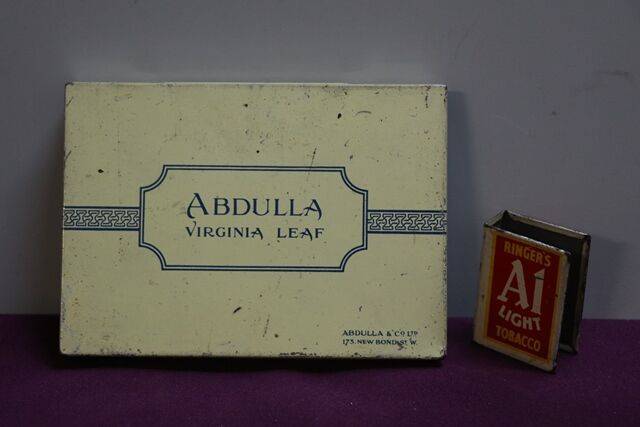 ABDULLA
VIRGINIA LEAF
ABDULLA & Co LTD
173. NEW BOND ST. W.
RINGER'S
A1
LIGHT
TOBACCO